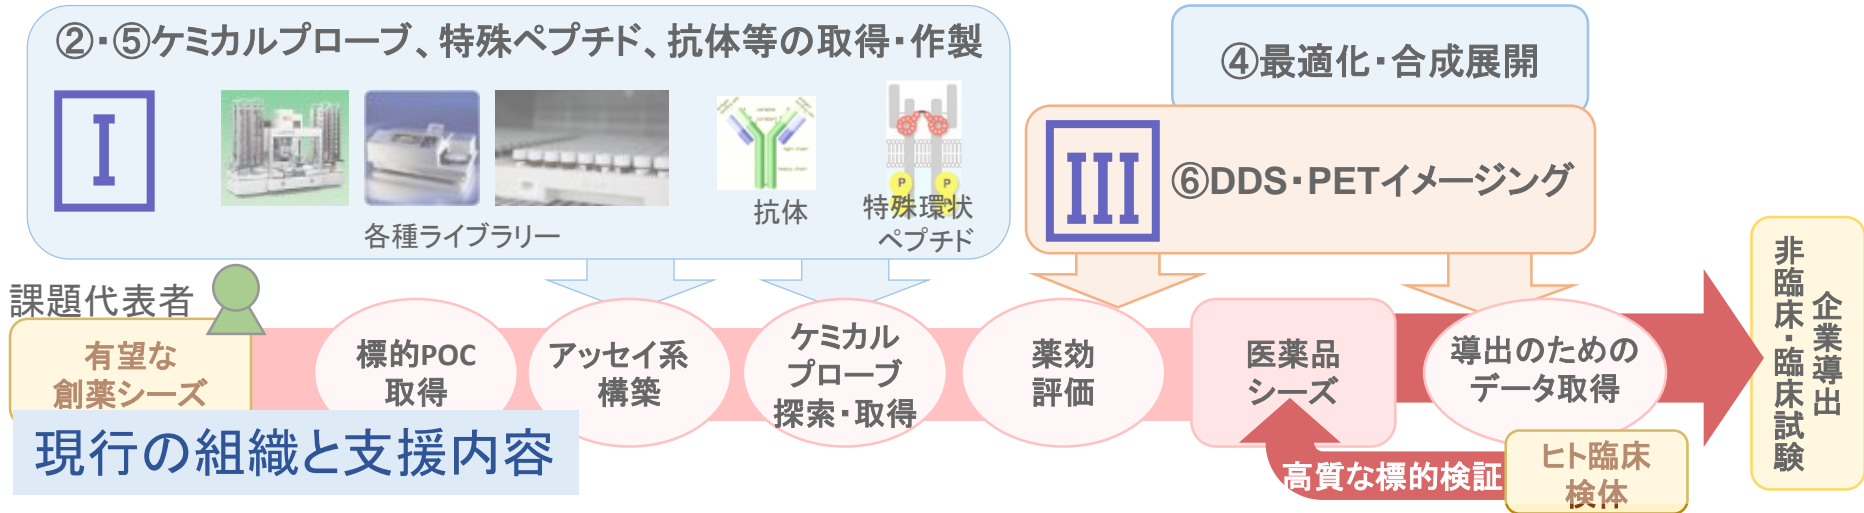 ②・⑤ケミカルプローブ、特殊ペプチド、抗体等の取得・作製
I
各種ライブラリー
抗体
P
P
特殊環状
ペプチド
④最適化・合成展開
III
⑥DDS・PETイメージング
課題代表者
有望な
創薬シーズ
標的POC
取得
アッセイ系
構築
ケミカル
プローブ
探索・取得
薬効
評価
医薬品
シーズ
導出のための
データ取得
企業導出
非臨床・臨床試験
現行の組織と支援内容
高質な標的検証
ヒト臨床
検体